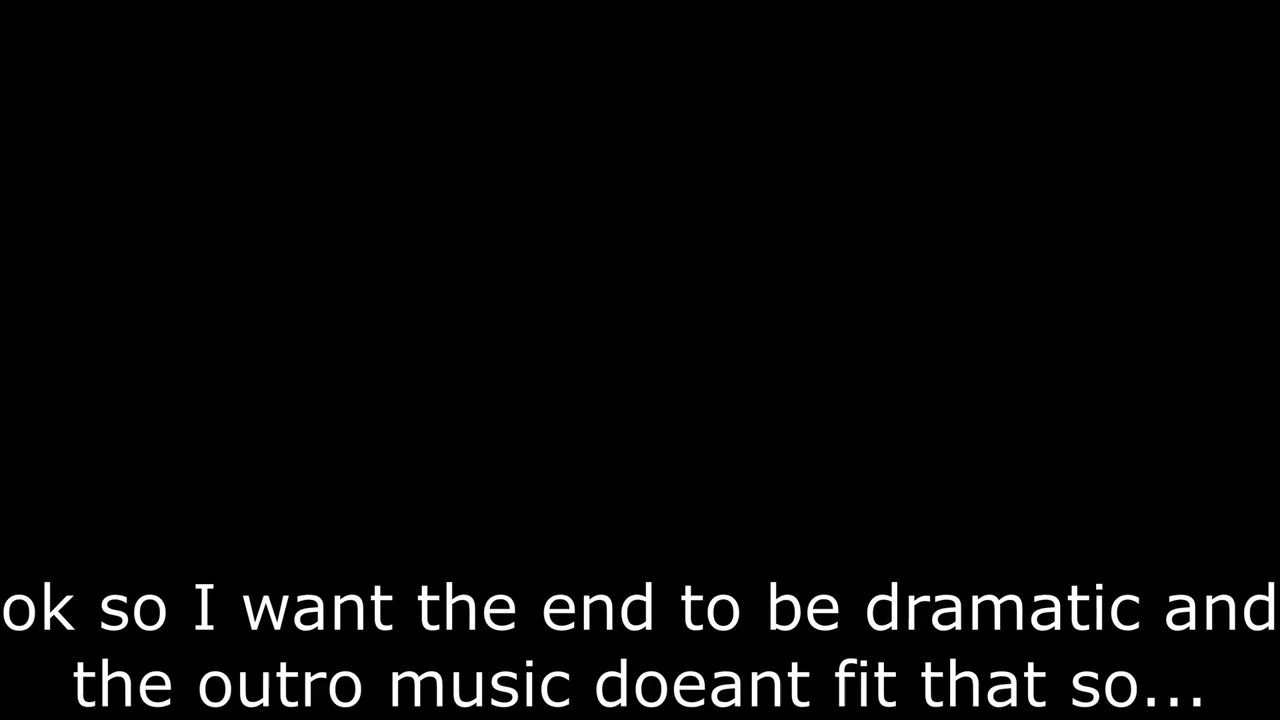 ok so I want the end to be dramatic and
the outro music doeant fit that so...